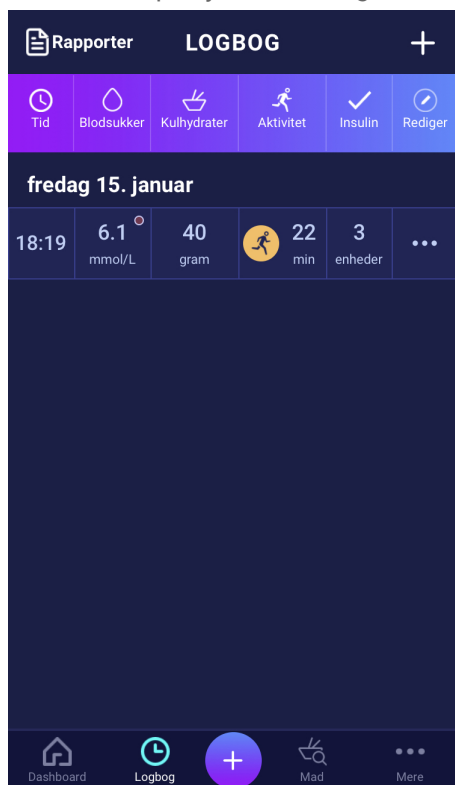 Rapporter LOGBOG
Tid Blodsukker Kulhydrater Aktivitet Insulin Rediger
fredag 15. januar
18:19 6.1 40 22 3
mmol/L gram min enheder
Dashboard Logbog Mad Mere